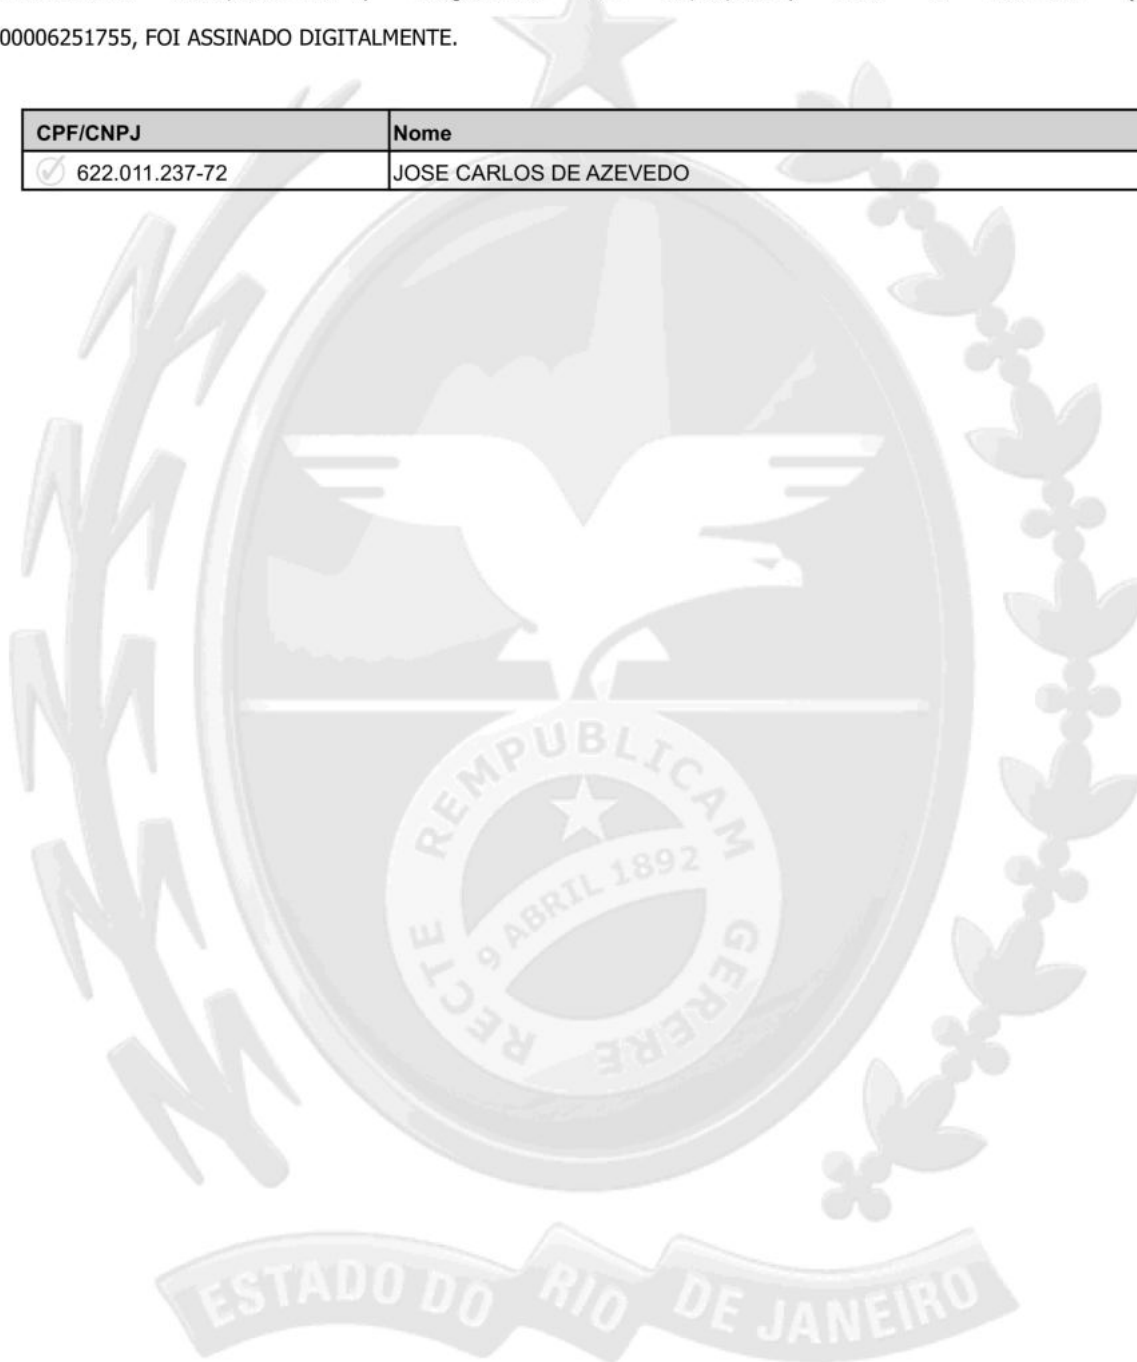 00006251755, FOI ASSINADO DIGITALMENTE.
CPF/CNPJ Nome
622.011.237-72 JOSE CARLOS DE AZEVEDO
RECTE REMPUBLICAM GERERE
9 ABRIL 1892
ESTADO DO RIO DE JANEIRO